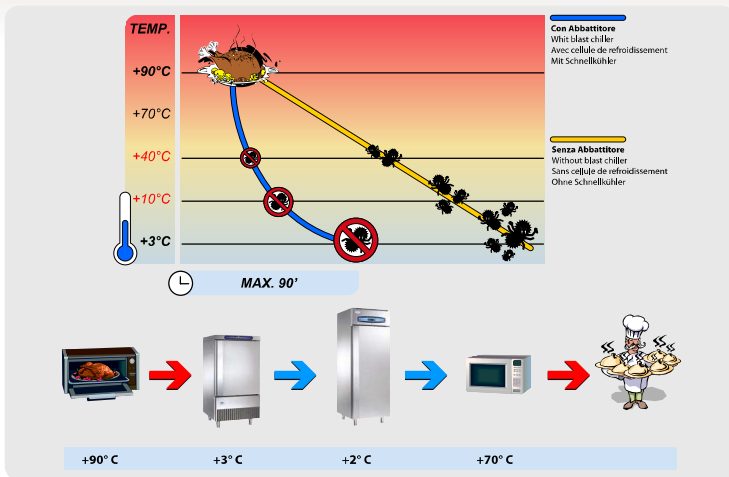 TEMP.
+90°C
+70°C
+40°C
+10°C
+3°C
MAX. 90'
Con Abbattitore
Whit blast chiller
Avec cellule de refroidissement
Mit Schnellkühler
Senza Abbattitore
Without blast chiller
Sans cellule de refroidissement
Ohne Schnellkühler
+90° C
+3° C
+2° C
+70° C